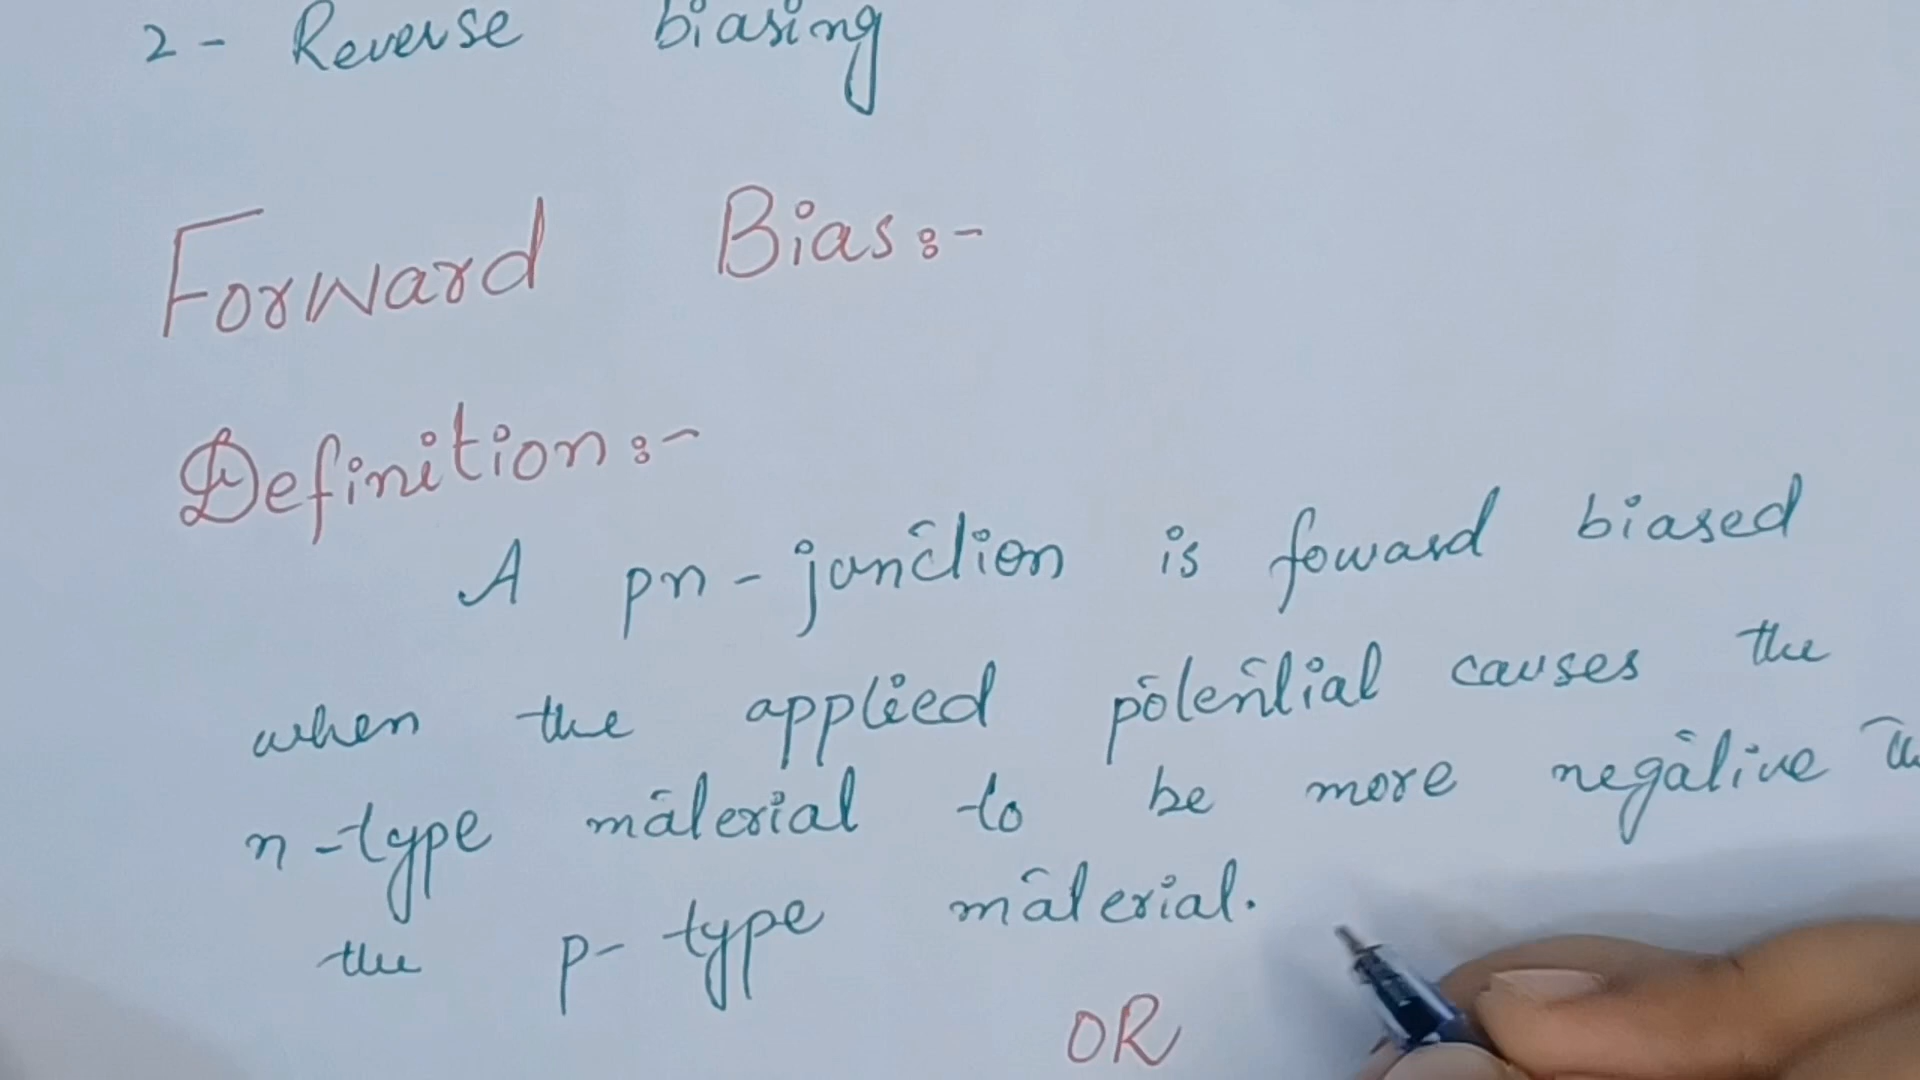 2- Reverse biasing
Forward Bias:-
Definition:-
A pn-junction is foward biased
when the applied potential causes the
n-type material to be more negative
the p-type material.
OR